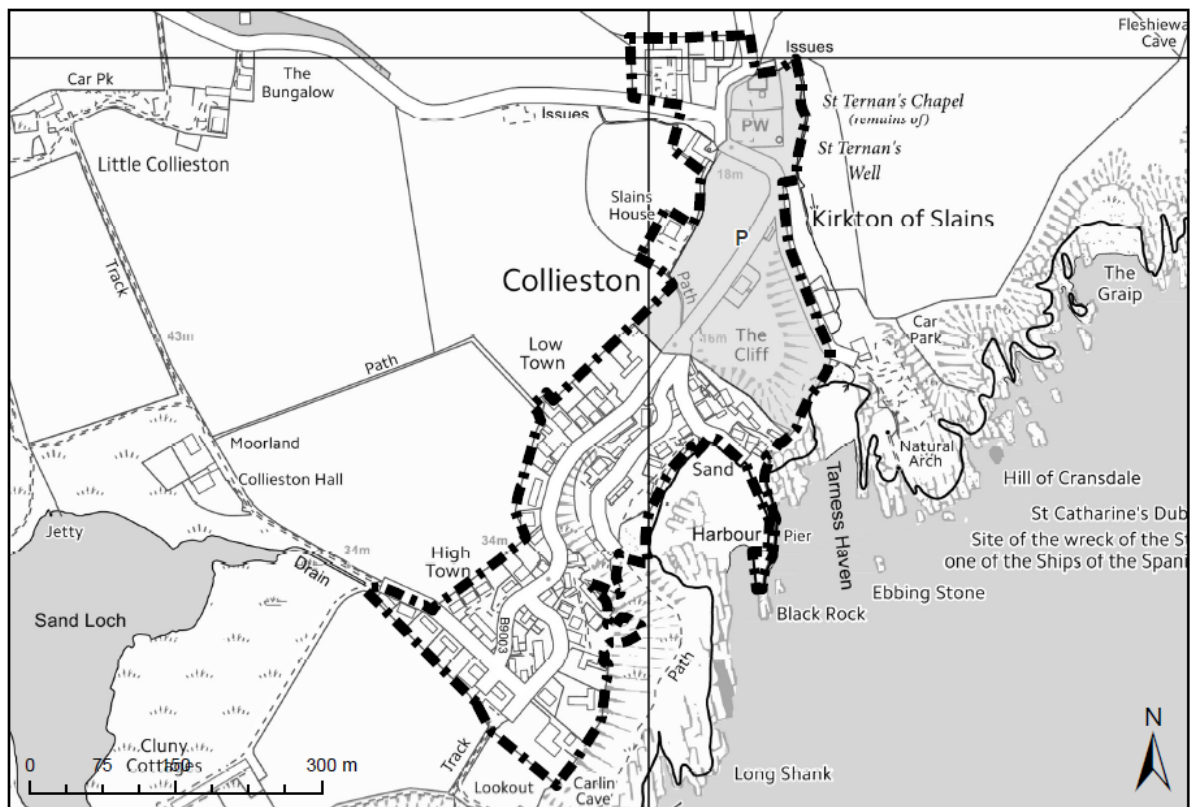 Fleshiewa
Cave
Issues
Car Pk
The
Bungalow
St Ternan's Chapel
(remains of)
Issues
PW
Little Collieston
St Ternan's
Well
18m
Slains
House
Kirkton of Slains
P
Collieston
Path
The
Graip
Track
43m
Car
Park
Low
Town
16m
The
Cliff
Path
Moorland
Natural
Arch
Sand
Collieston Hall
Hill of Cransdale
Tarness Haven
St Catharine's Dub
Jetty
High
Town
34m
34m
Harbour
Pier
Site of the wreck of the S
one of the Ships of the Spani
Drain
Ebbing Stone
Sand Loch
Black Rock
B9003
Path
N
Cluny
Cottages
Track
0 75 150 300 m
Lookout
Carlin
Cave
Long Shank